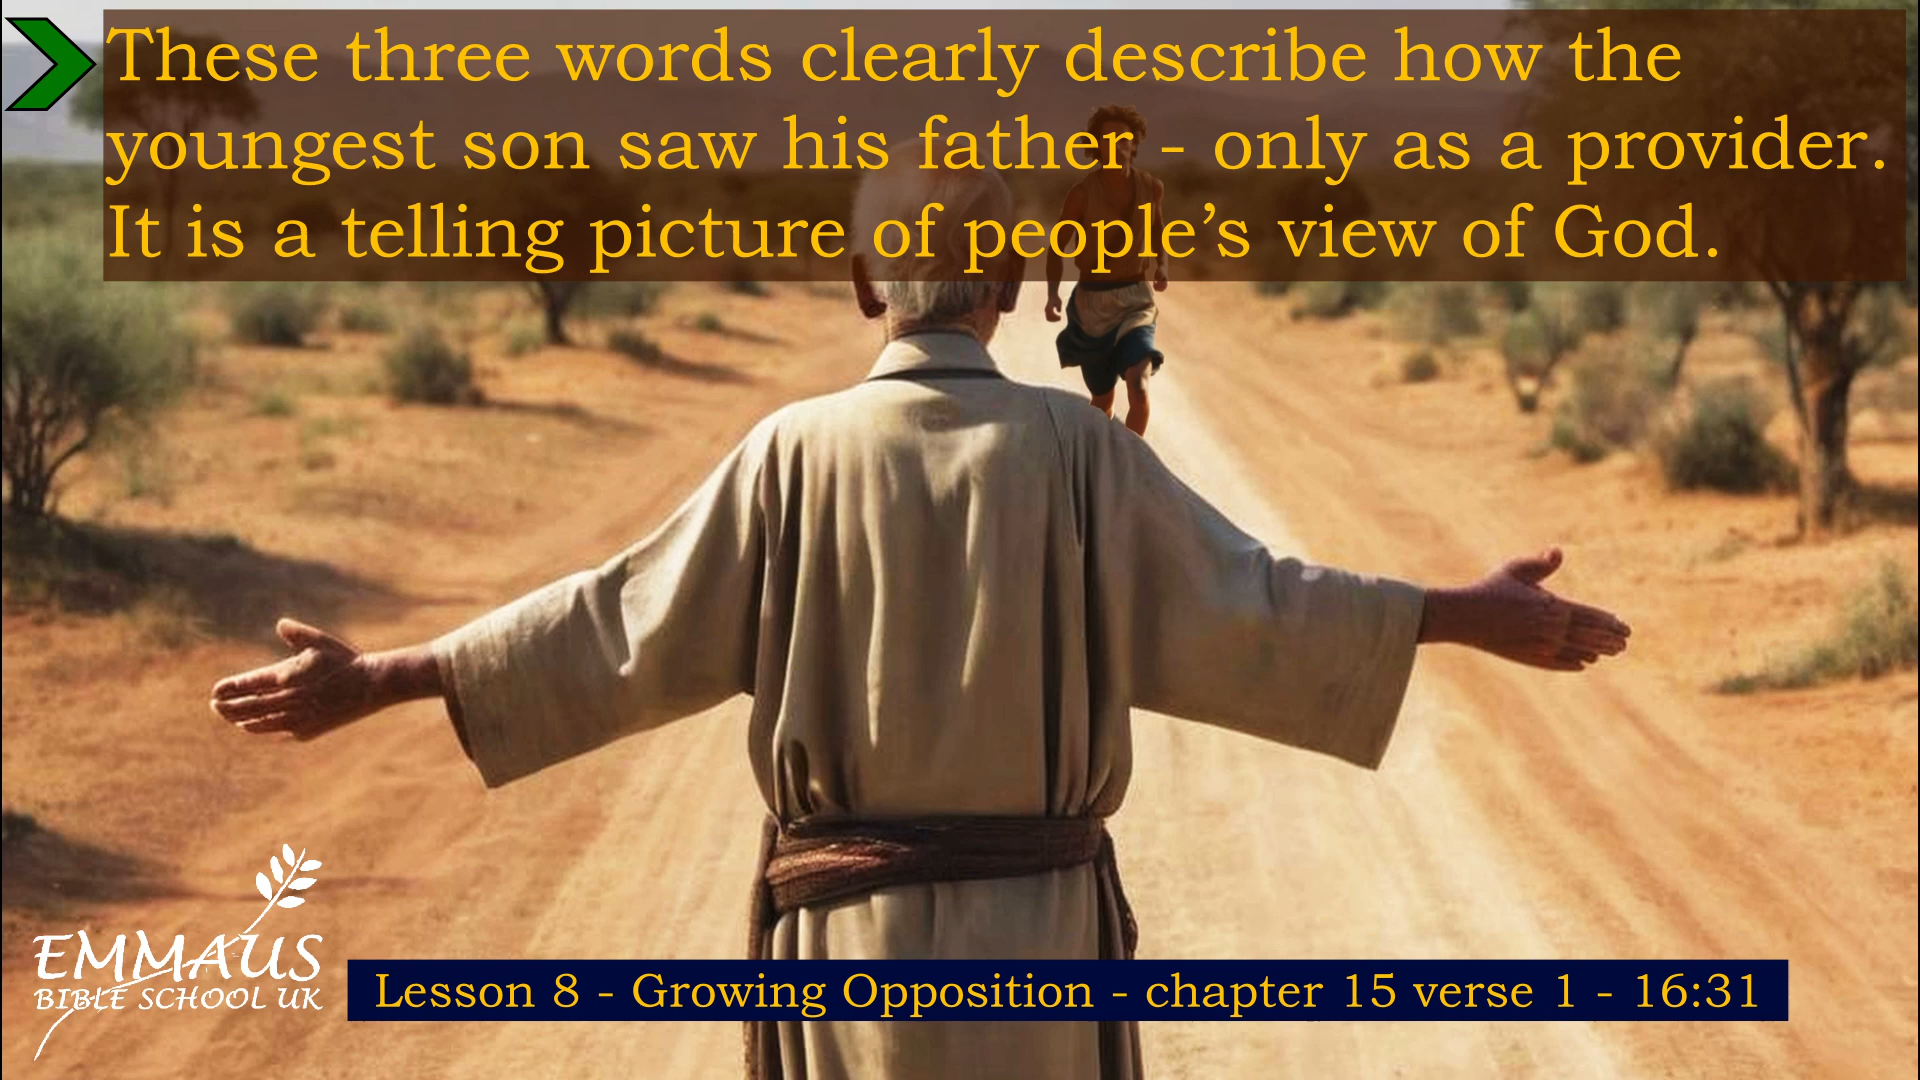 These three words clearly describe how the
youngest son saw his father - only as a provider.
It is a telling picture of people’s view of God.
EMMAUS
BIBLE SCHOOL UK
Lesson 8 - Growing Opposition - chapter 15 verse 1 - 16:31